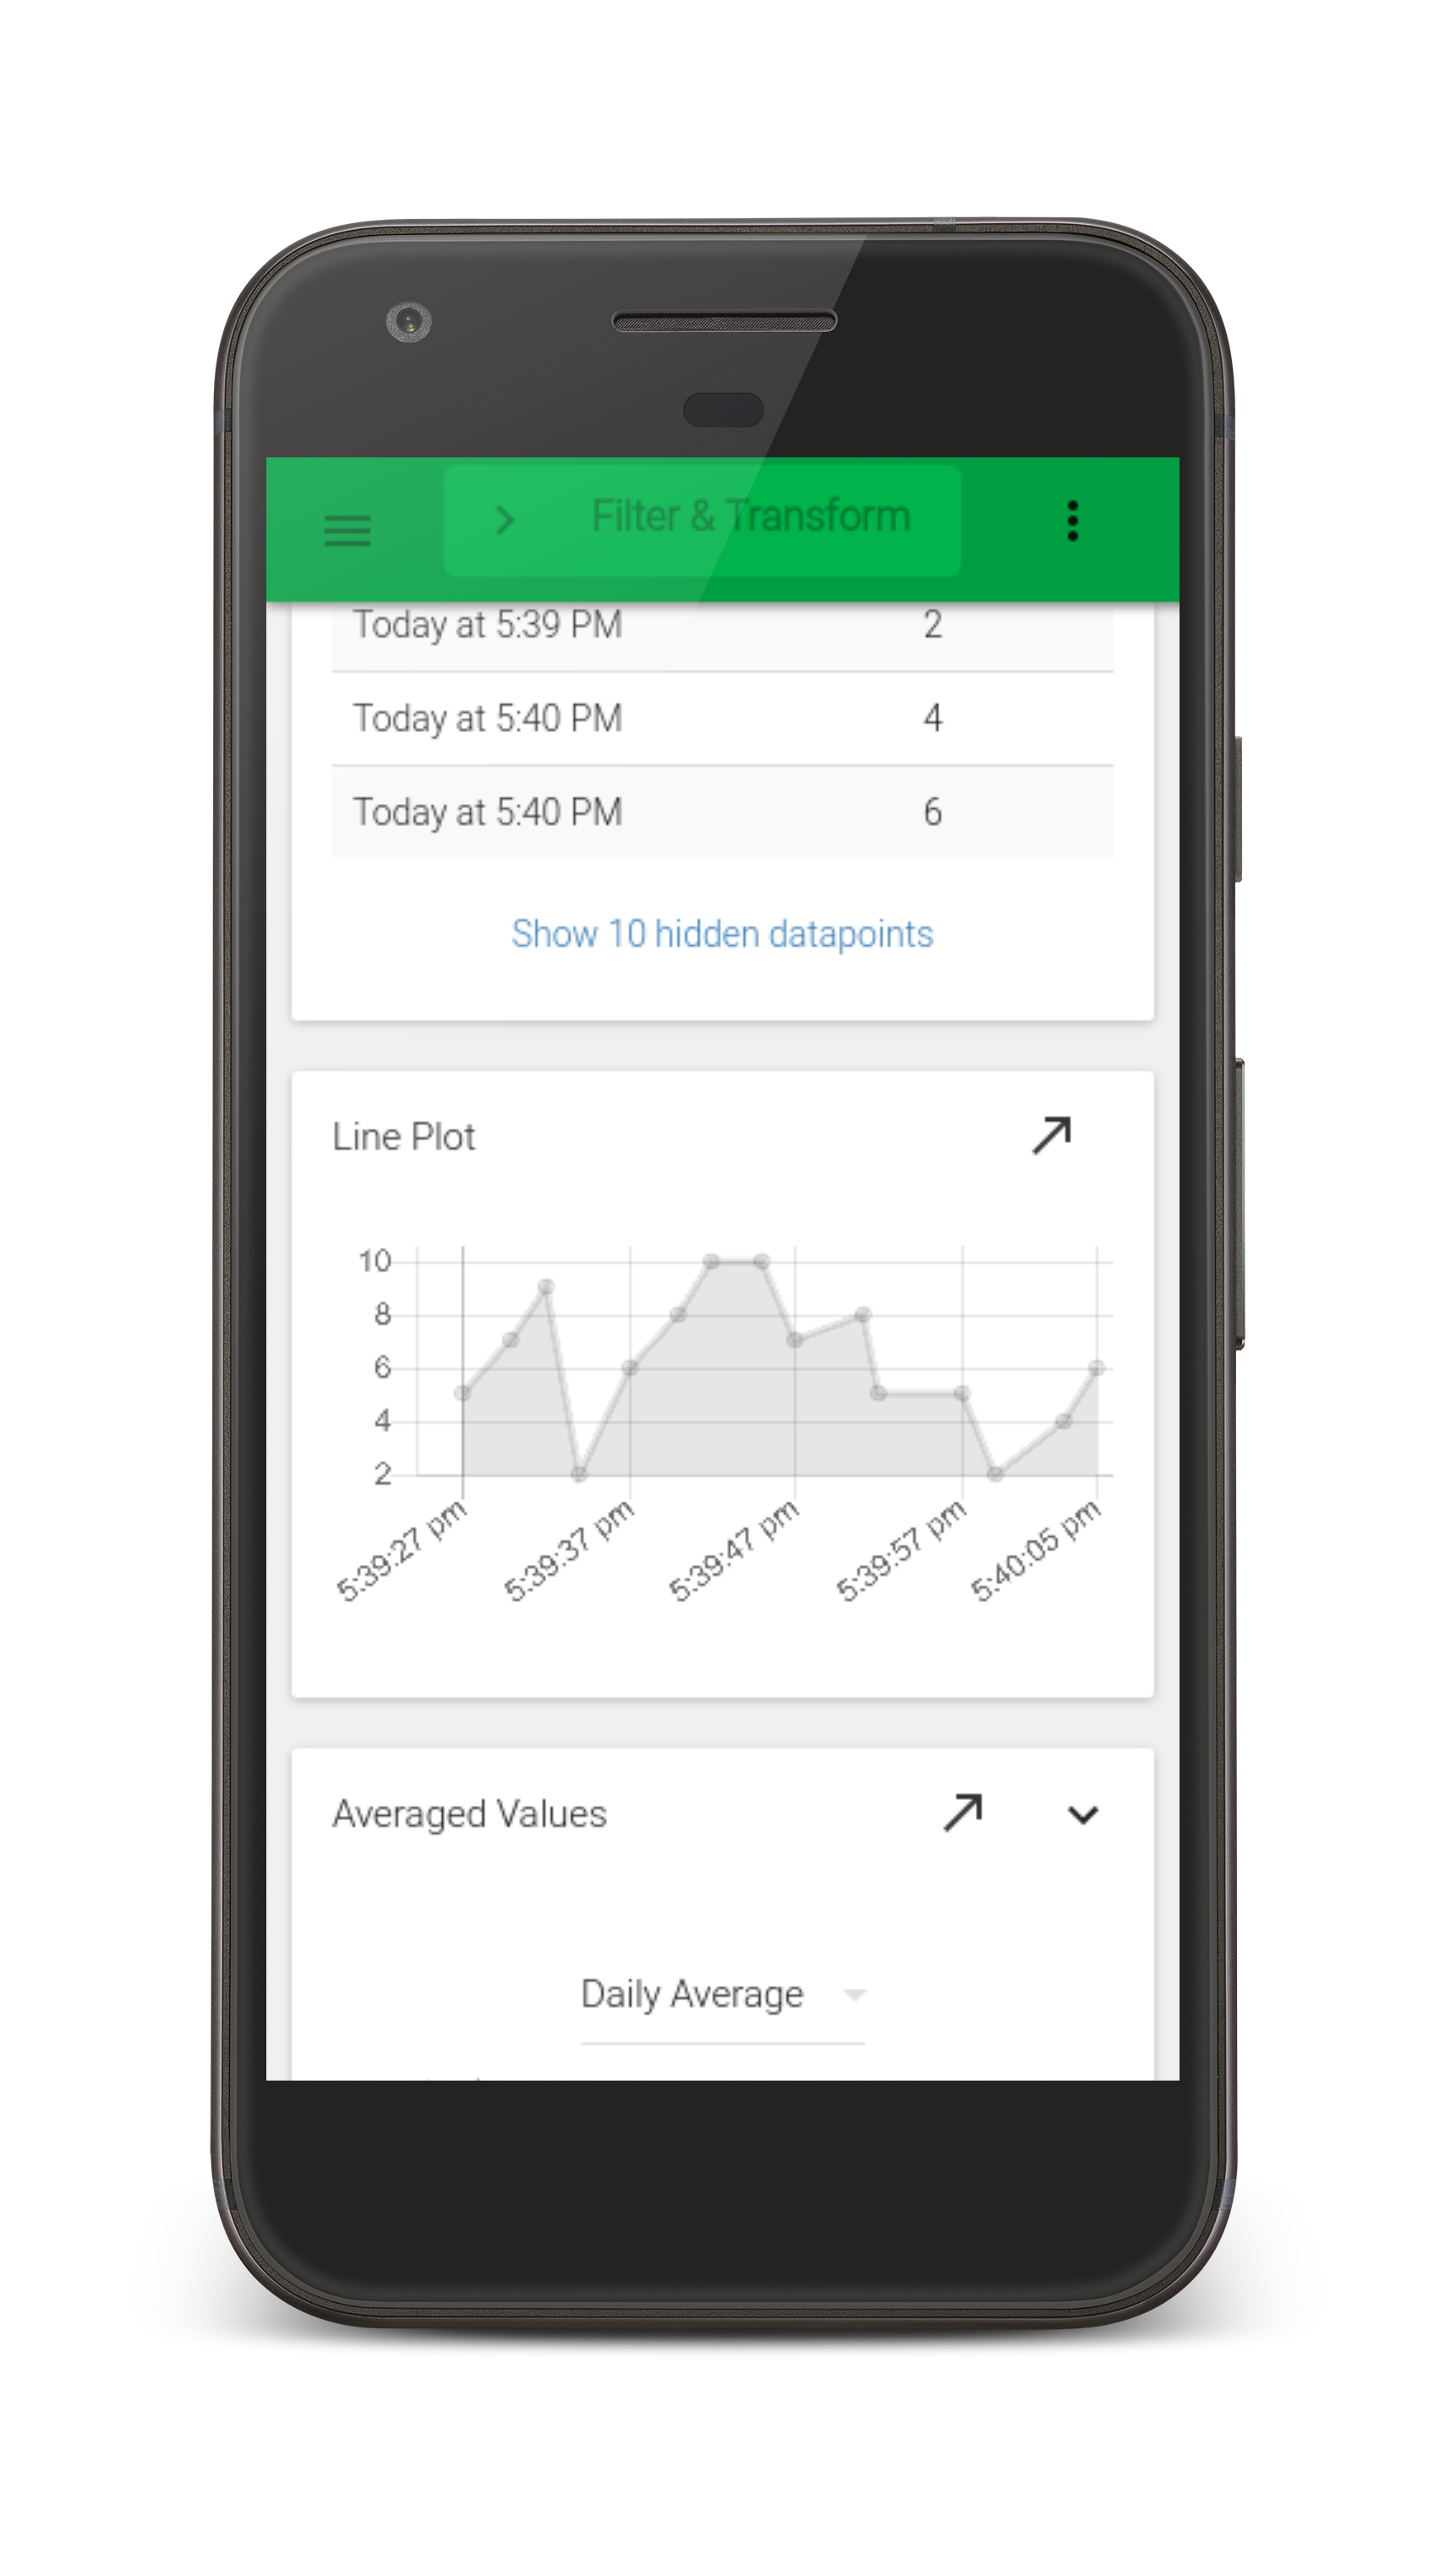 Filter & Transform
Today at 5:39 PM 2
Today at 5:40 PM 4
Today at 5:40 PM 6
Show 10 hidden datapoints
Line Plot
10
8
6
4
2
5:39:27 pm 5:39:37 pm 5:39:47 pm 5:39:57 pm 5:40:05 pm
Averaged Values
Daily Average